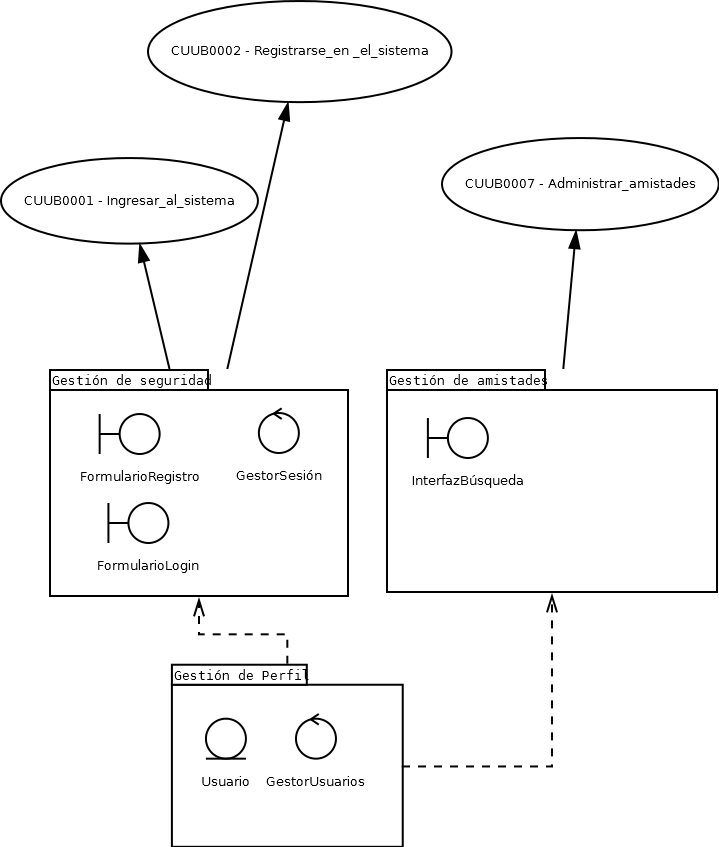 CUUB0002 - Registrarse_en _el_sistema
CUUB0007 - Administrar_amistades
CUUB0001 - Ingresar_al_sistema
Gestión de seguridad
Gestión de amistades
FormularioRegistro
GestorSesión
InterfazBúsqueda
FormularioLogin
Gestión de Perfil
Usuario
GestorUsuarios